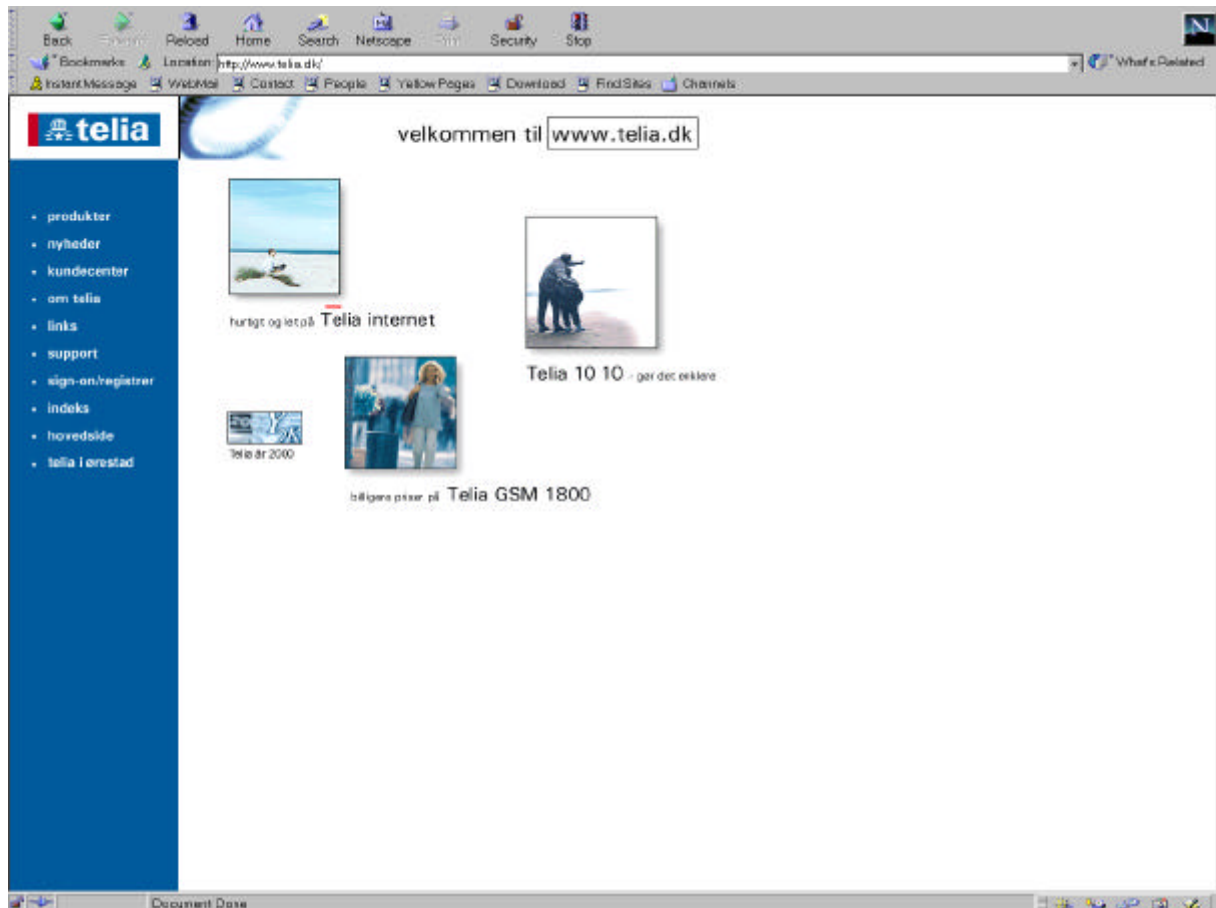 Back Forward Reload Home Search Netscape Print Security Stop
Bookmarks Location: http://www.telia.dk/ What's Related
Instant Message WebMail Contact People Yellow Pages Download Find Sites Channels
telia
velkommen til www.telia.dk
produkter
nyheder
kundecenter
om telia
links
support
sign-on/registrer
indeks
hovedside
telia i ørestad
hurtigt og let på Telia internet
Telia 10 10 - gør det enklere
Telia år 2000
billigere priser på Telia GSM 1800
Document Done